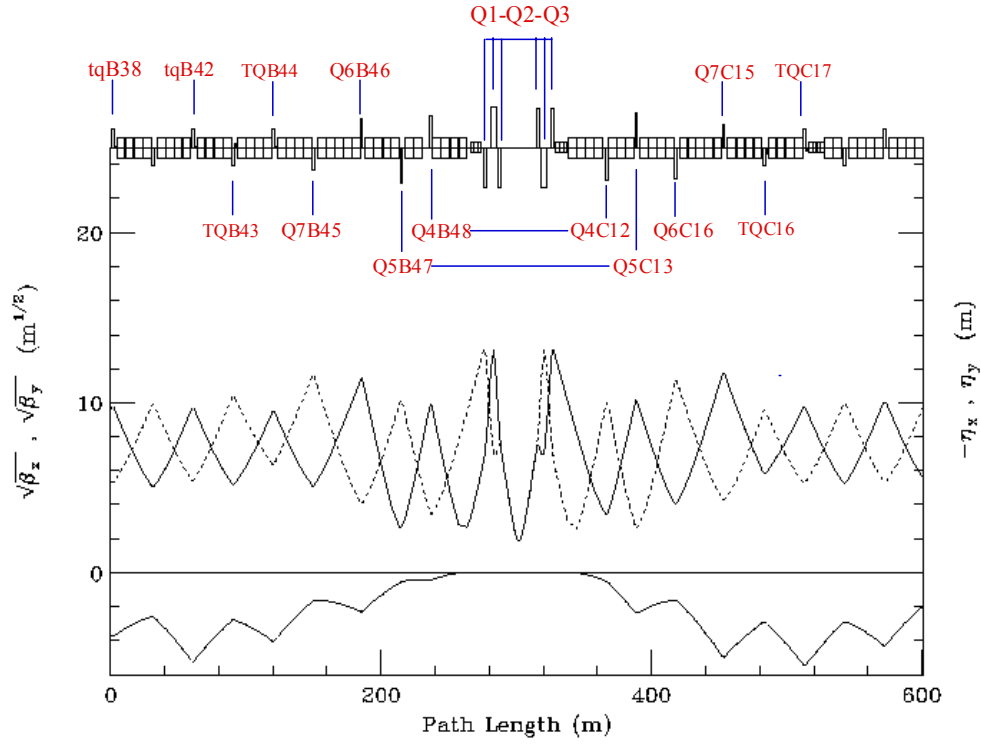 Q1-Q2-Q3
tqB38 tqB42 TQB44 Q6B46 Q7C15 TQC17
TQB43 Q7B45 Q4B48 Q4C12 Q6C16 TQC16
Q5B47 Q5C13
20
10
0
√βx , √βy (m1/2)
-ηx , ηy (m)
0 200 400 600
Path Length (m)